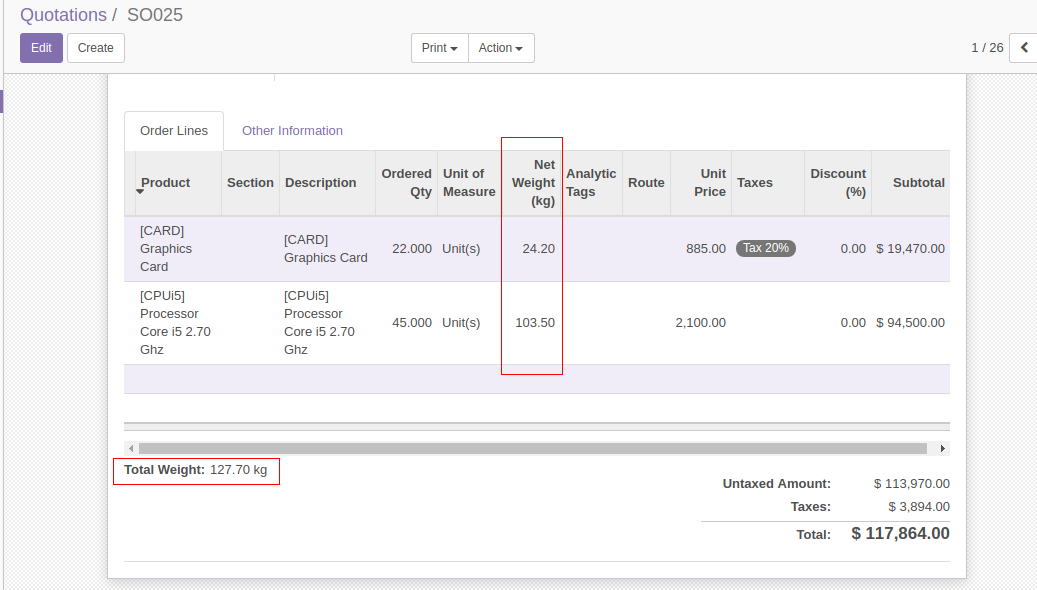 Quotations / SO025
Edit Create Print Action 1 / 26
Order Lines Other Information
Product Section Description Ordered Qty Unit of Measure Net Weight (kg) Analytic Tags Route Unit Price Taxes Discount (%) Subtotal
[CARD] Graphics Card [CARD] Graphics Card 22.000 Unit(s) 24.20 885.00 Tax 20% 0.00 $ 19,470.00
[CPUi5] Processor Core i5 2.70 Ghz [CPUi5] Processor Core i5 2.70 Ghz 45.000 Unit(s) 103.50 2,100.00 0.00 $ 94,500.00
Total Weight: 127.70 kg
Untaxed Amount: $ 113,970.00
Taxes: $ 3,894.00
Total: $ 117,864.00